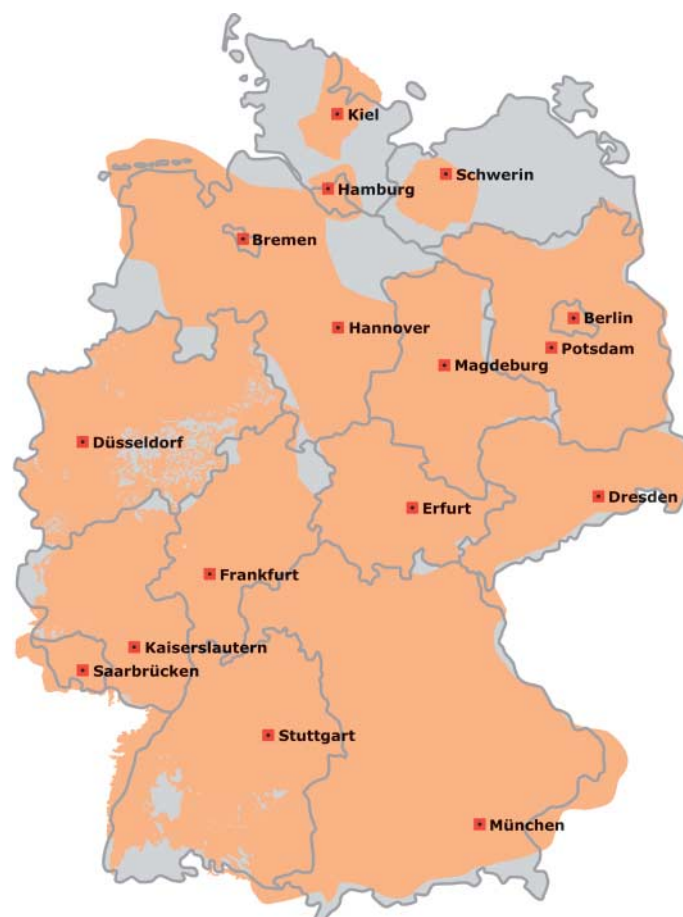 Kiel
Schwerin
Hamburg
Bremen
Berlin
Hannover
Potsdam
Magdeburg
Düsseldorf
Dresden
Erfurt
Frankfurt
Kaiserslautern
Saarbrücken
Stuttgart
München